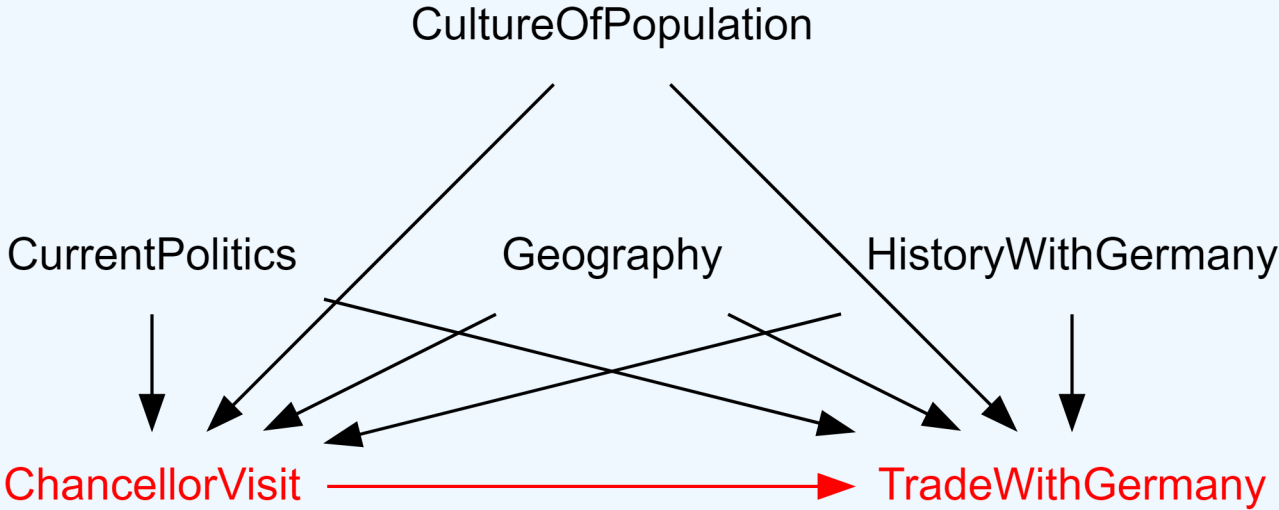 CultureOfPopulation
CurrentPolitics Geography HistoryWithGermany
ChancellorVisit TradeWithGermany